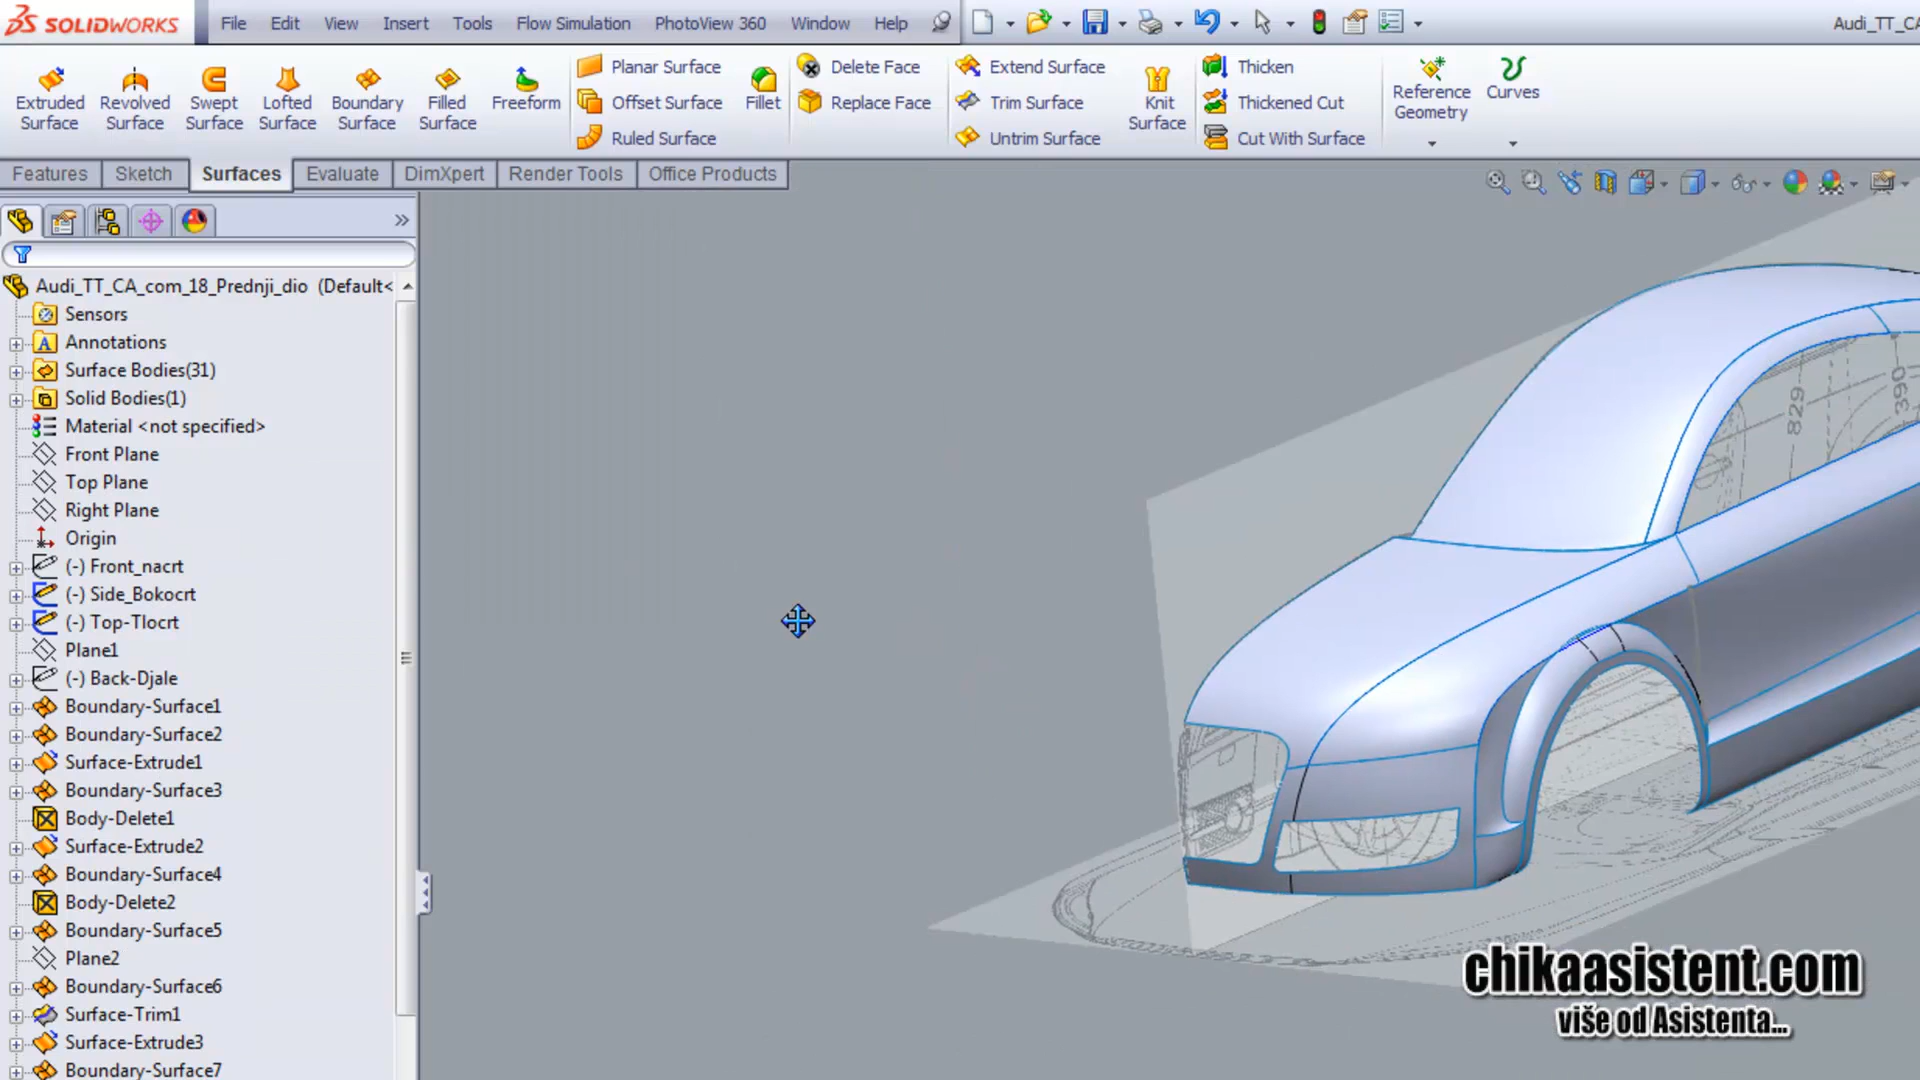 SOLIDWORKS File Edit View Insert Tools Flow Simulation PhotoView 360 Window Help Audi_TT_CA
Extruded Surface
Revolved Surface
Swept Surface
Lofted Surface
Boundary Surface
Filled Surface
Freeform
Planar Surface
Offset Surface
Ruled Surface
Fillet
Delete Face
Replace Face
Extend Surface
Trim Surface
Untrim Surface
Knit Surface
Thicken
Thickened Cut
Cut With Surface
Reference Geometry
Curves
Features Sketch Surfaces Evaluate DimXpert Render Tools Office Products
Audi_TT_CA_com_18_Prednji_dio (Default<
Sensors
Annotations
Surface Bodies(31)
Solid Bodies(1)
Material <not specified>
Front Plane
Top Plane
Right Plane
Origin
(-) Front_nacrt
(-) Side_Bokocrt
(-) Top-Tlocrt
Plane1
(-) Back-Djale
Boundary-Surface1
Boundary-Surface2
Surface-Extrude1
Boundary-Surface3
Body-Delete1
Surface-Extrude2
Boundary-Surface4
Body-Delete2
Boundary-Surface5
Plane2
Boundary-Surface6
Surface-Trim1
Surface-Extrude3
Boundary-Surface7
829
390
chikaasistent.com
više od Asistenta...